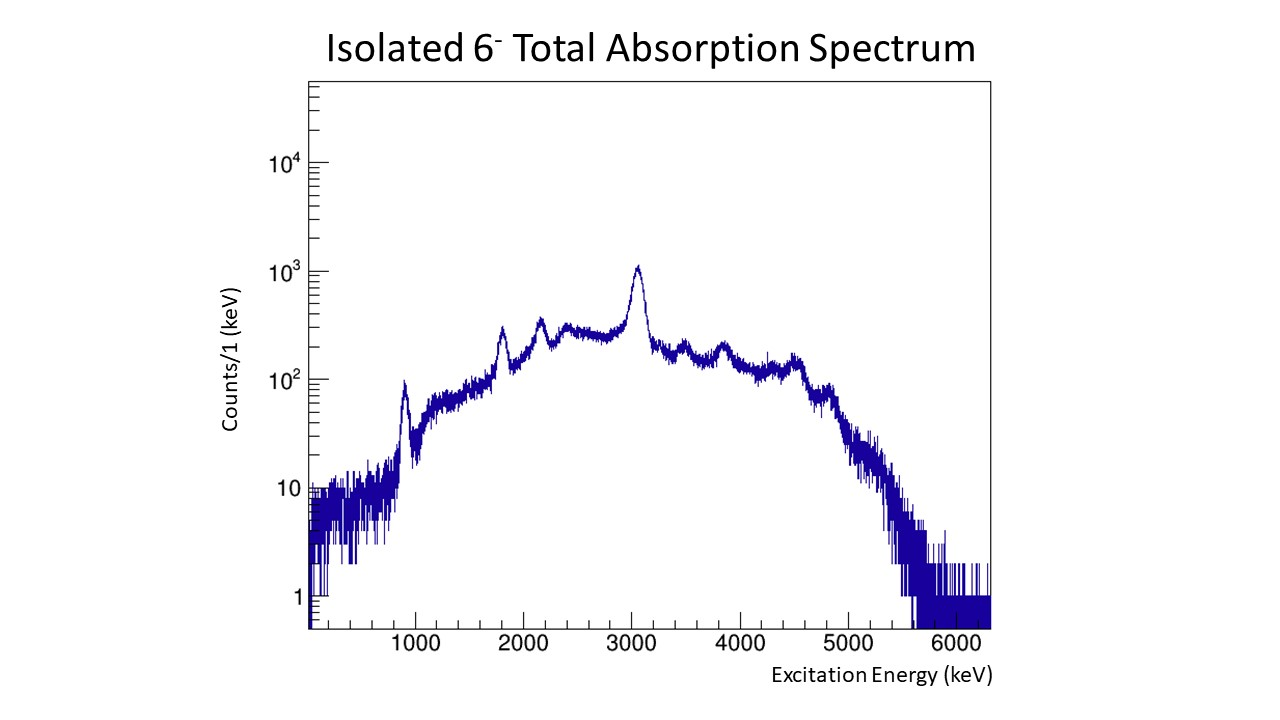 Isolated 6⁻ Total Absorption Spectrum
10⁴
10³
10²
10
1
Counts/1 (keV)
1000 2000 3000 4000 5000 6000
Excitation Energy (keV)